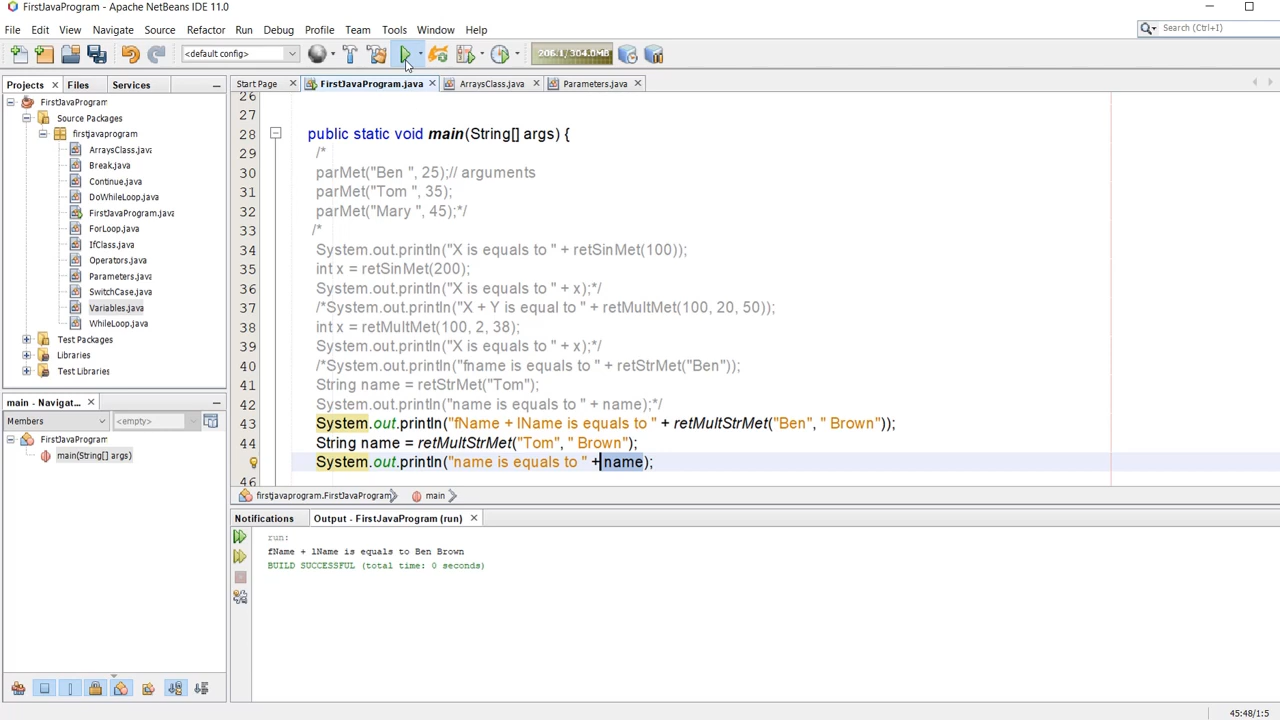 FirstJavaProgram - Apache NetBeans IDE 11.0
File Edit View Navigate Source Refactor Run Debug Profile Team Tools Window Help
Search (Ctrl+I)
<default config>
206.1/304.0MB
Projects Files Services
Start Page FirstJavaProgram.java ArraysClass.java Parameters.java
FirstJavaProgram
Source Packages
firstjavaprogram
ArraysClass.java
Break.java
Continue.java
DoWhileLoop.java
FirstJavaProgram.java
ForLoop.java
IfClass.java
Operators.java
Parameters.java
SwitchCase.java
Variables.java
WhileLoop.java
Test Packages
Libraries
Test Libraries
main - Navigat...
Members
<empty>
FirstJavaProgram
main(String[] args)
26
27
28 public static void main(String[] args) {
29 /*
30 parMet("Ben ", 25);// arguments
31 parMet("Tom ", 35);
32 parMet("Mary ", 45);*/
33 /*
34 System.out.println("X is equals to " + retSinMet(100));
35 int x = retSinMet(200);
36 System.out.println("X is equals to " + x);*/
37 /*System.out.println("X + Y is equal to " + retMultMet(100, 20, 50));
38 int x = retMultMet(100, 2, 38);
39 System.out.println("X is equals to " + x);*/
40 /*System.out.println("fname is equals to " + retStrMet("Ben"));
41 String name = retStrMet("Tom");
42 System.out.println("name is equals to " + name);*/
43 System.out.println("fName + lName is equals to " + retMultStrMet("Ben", " Brown"));
44 String name = retMultStrMet("Tom", " Brown");
System.out.println("name is equals to " + name);
46
firstjavaprogram.FirstJavaProgram main
Notifications Output - FirstJavaProgram (run)
run:
fName + lName is equals to Ben Brown
BUILD SUCCESSFUL (total time: 0 seconds)
45:48/1:5